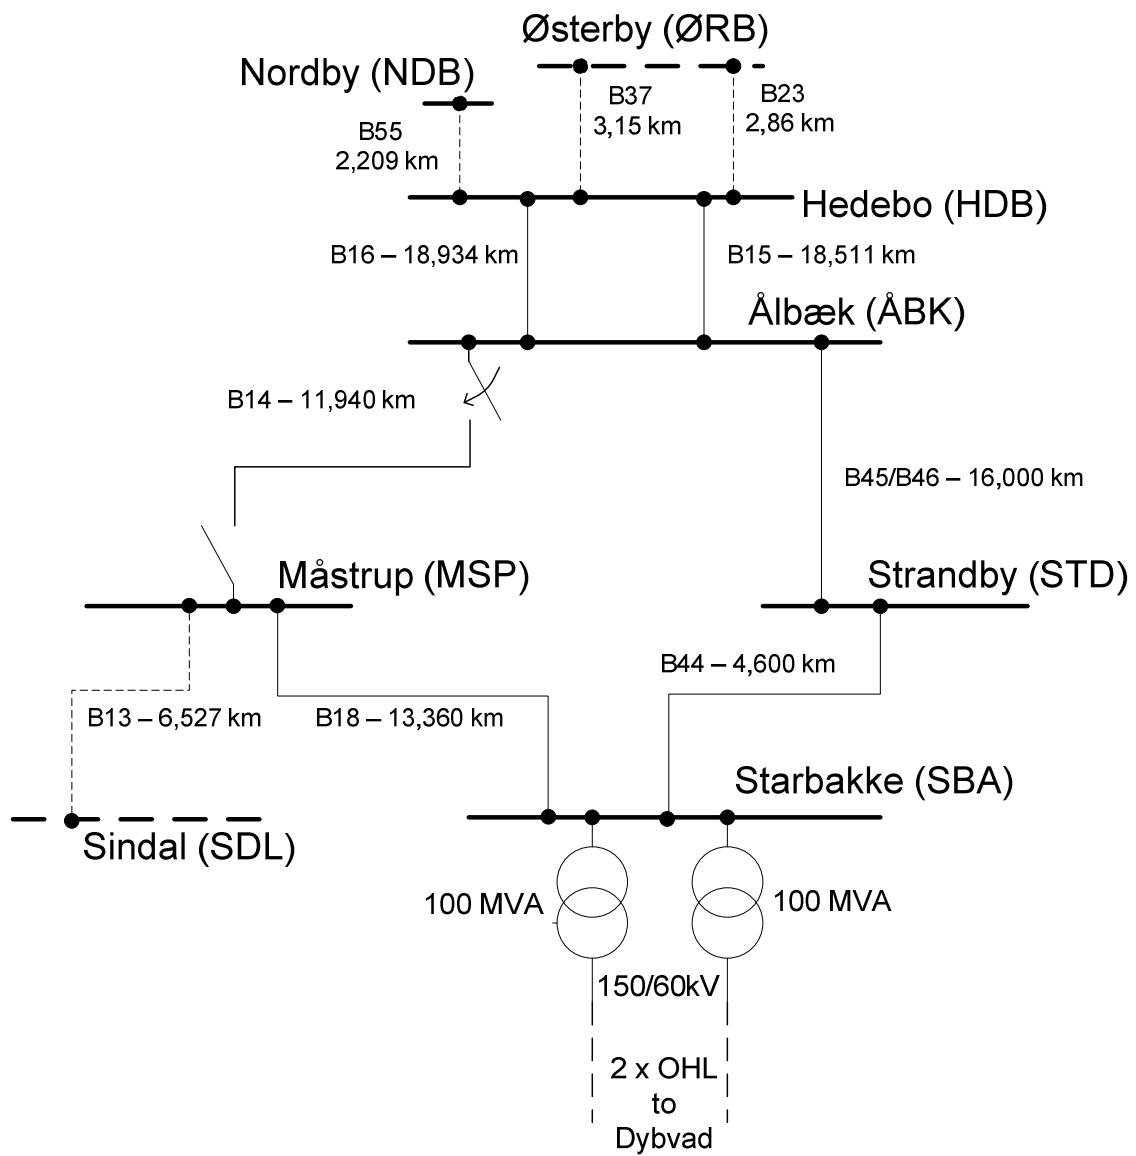 Østerby (ØRB)
Nordby (NDB)
B37
3,15 km
B23
2,86 km
B55
2,209 km
Hedebo (HDB)
B16 – 18,934 km
B15 – 18,511 km
Ålbæk (ÅBK)
B14 – 11,940 km
B45/B46 – 16,000 km
Måstrup (MSP)
Strandby (STD)
B44 – 4,600 km
B13 – 6,527 km
B18 – 13,360 km
Starbakke (SBA)
Sindal (SDL)
100 MVA
100 MVA
150/60kV
2 x OHL
to
Dybvad